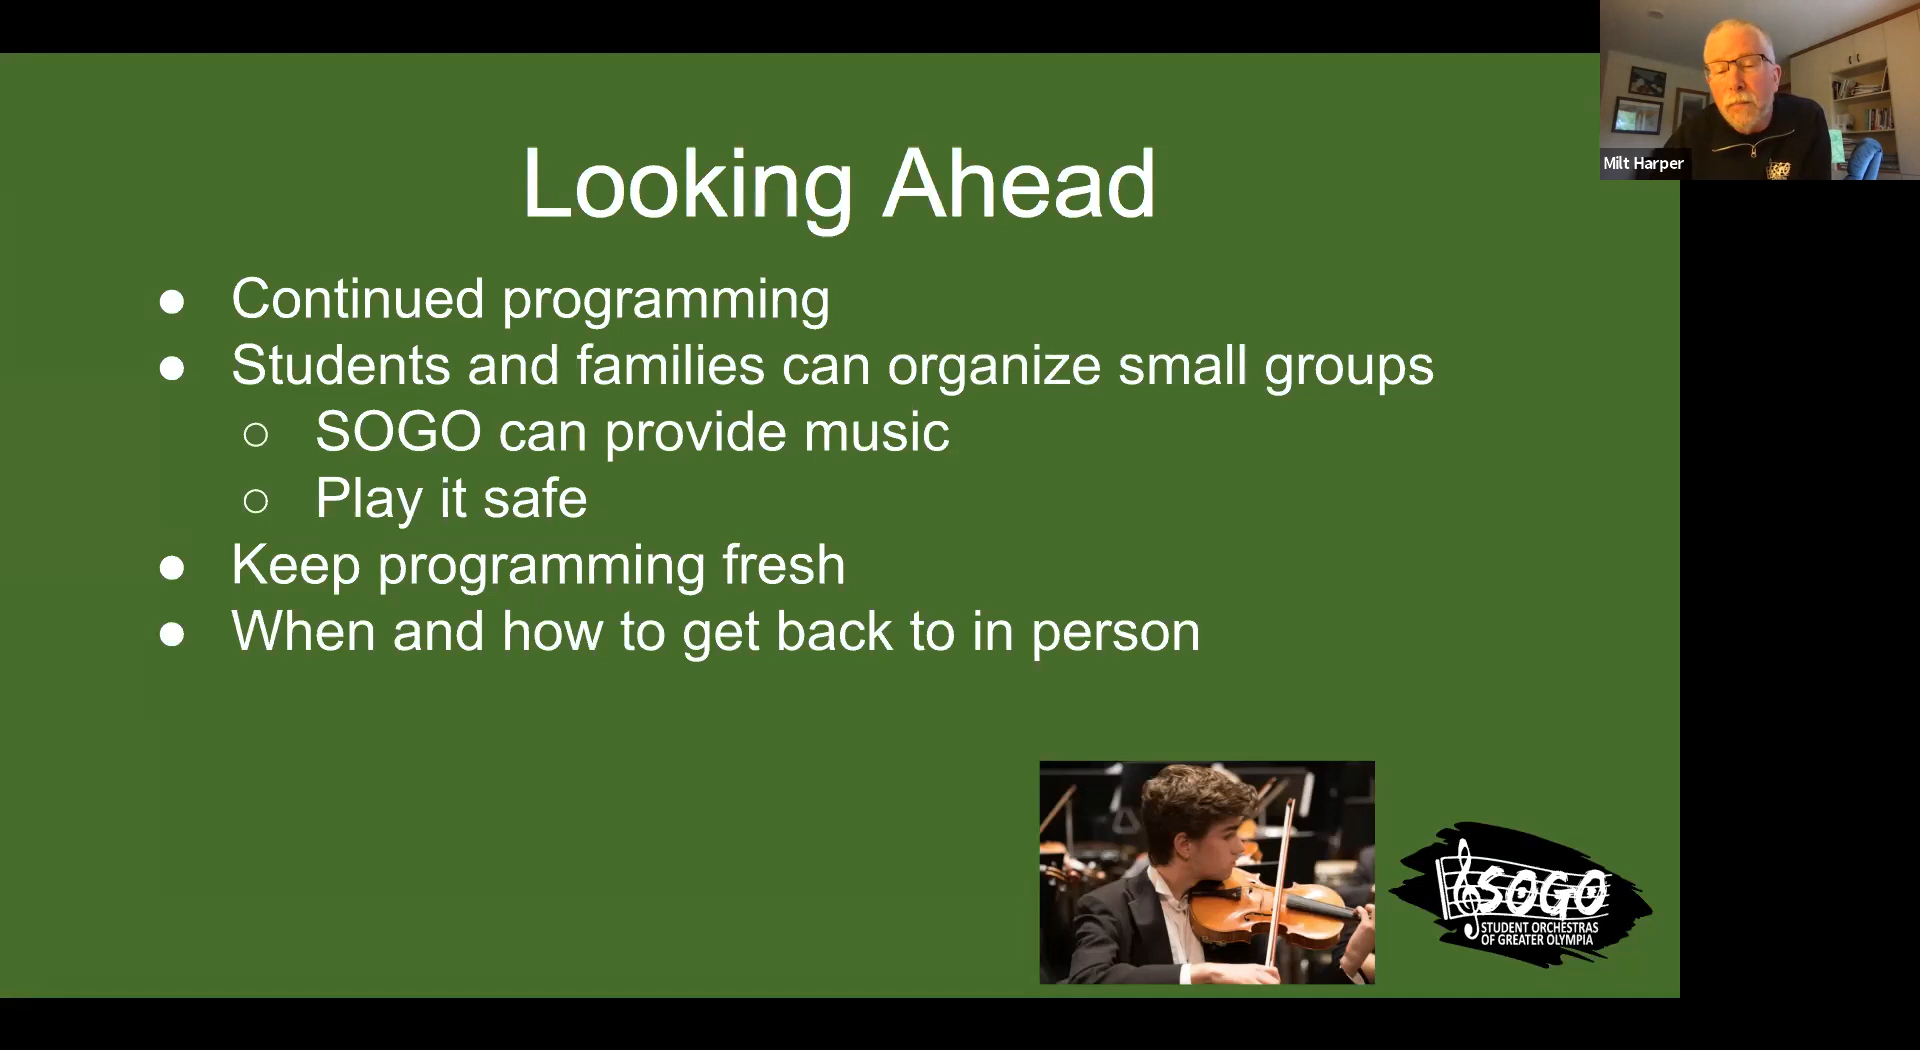 Milt Harper
Looking Ahead
● Continued programming
● Students and families can organize small groups
○ SOGO can provide music
○ Play it safe
● Keep programming fresh
● When and how to get back to in person
SOGO
STUDENT ORCHESTRAS
OF GREATER OLYMPIA